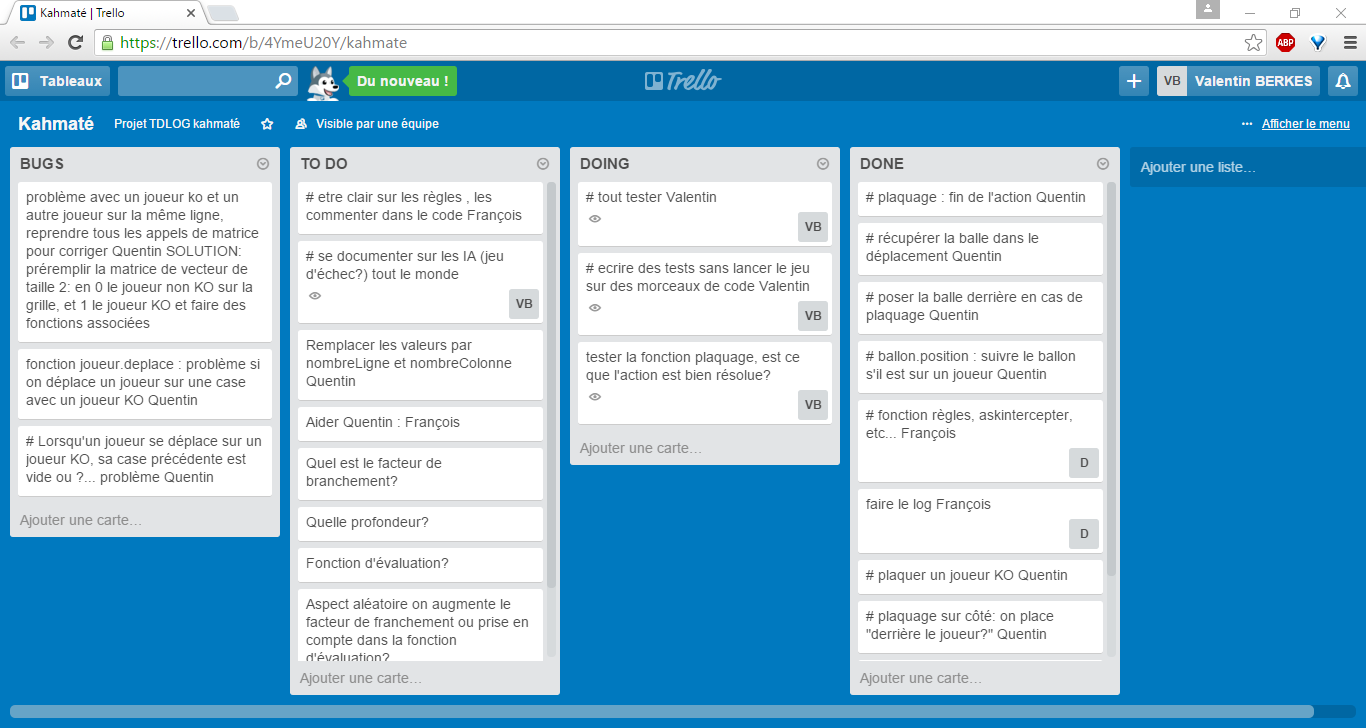 Kahmaté | Trello
https://trello.com/b/4YmeU20Y/kahmate
ABP
Tableaux
Du nouveau !
Trello
VB
Valentin BERKES
Kahmaté
Projet TDLOG kahmaté
Visible par une équipe
Afficher le menu
BUGS
problème avec un joueur ko et un
autre joueur sur la même ligne,
reprendre tous les appels de matrice
pour corriger Quentin SOLUTION:
préremplir la matrice de vecteur de
taille 2: en 0 le joueur non KO sur la
grille, et 1 le joueur KO et faire des
fonctions associées
fonction joueur.deplace : problème si
on déplace un joueur sur une case
avec un joueur KO Quentin
# Lorsqu'un joueur se déplace sur un
joueur KO, sa case précédente est
vide ou ?... problème Quentin
Ajouter une carte...
TO DO
# etre clair sur les règles , les
commenter dans le code François
# se documenter sur les IA (jeu
d'échec?) tout le monde
VB
Remplacer les valeurs par
nombreLigne et nombreColonne
Quentin
Aider Quentin : François
Quel est le facteur de
branchement?
Quelle profondeur?
Fonction d'évaluation?
Aspect aléatoire on augmente le
facteur de franchement ou prise en
compte dans la fonction
d'évaluation?
Ajouter une carte...
DOING
# tout tester Valentin
VB
# ecrire des tests sans lancer le jeu
sur des morceaux de code Valentin
VB
tester la fonction plaquage, est ce
que l'action est bien résolue?
VB
Ajouter une carte...
DONE
# plaquage : fin de l'action Quentin
# récupérer la balle dans le
déplacement Quentin
# poser la balle derrière en cas de
plaquage Quentin
# ballon.position : suivre le ballon
s'il est sur un joueur Quentin
# fonction règles, askintercepter,
etc... François
D
faire le log François
D
# plaquer un joueur KO Quentin
# plaquage sur côté: on place
"derrière le joueur?" Quentin
Ajouter une carte...
Ajouter une liste...